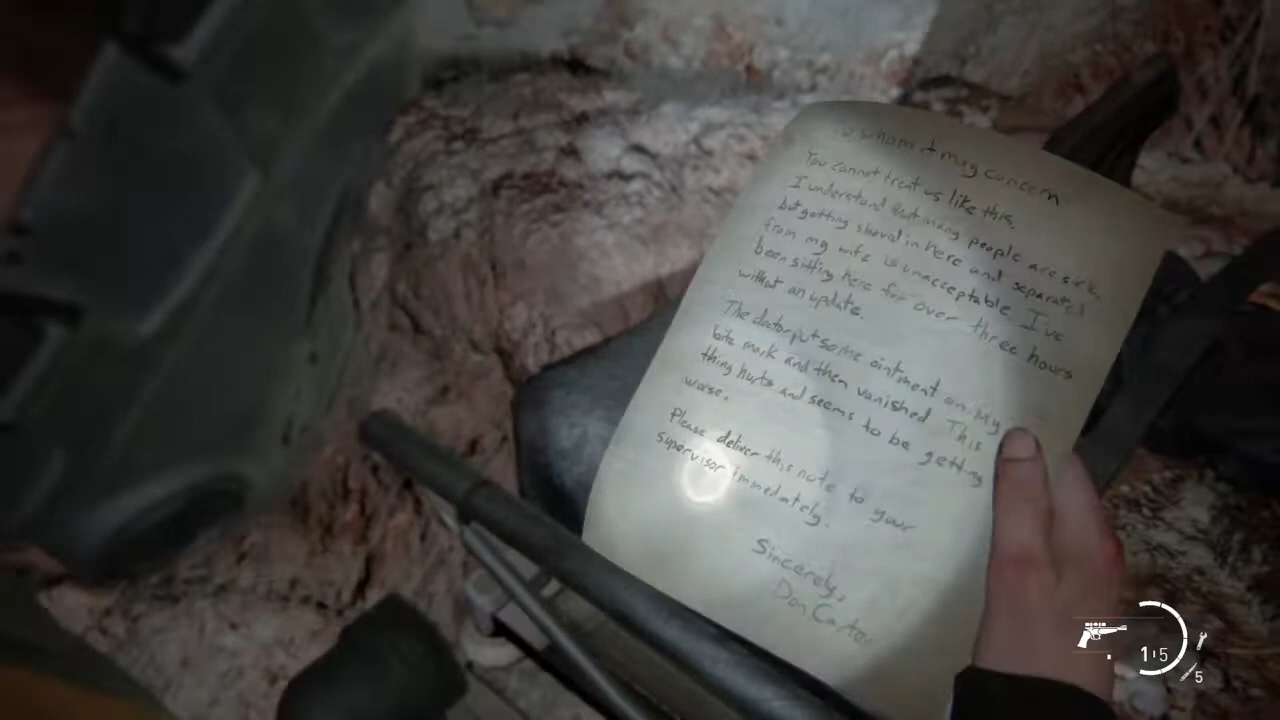 To whom it may concern
You cannot treat us like this.
I understand that many people are sick,
but getting shoved in here and separated
from my wife is unacceptable. I've
been sitting here for over three hours
without an update.
The doctor put some ointment on my
bite mark and then vanished. This
thing hurts and seems to be getting
worse.
Please deliver this note to your
supervisor immediately.
Sincerely,
Don Carter
1 5
5